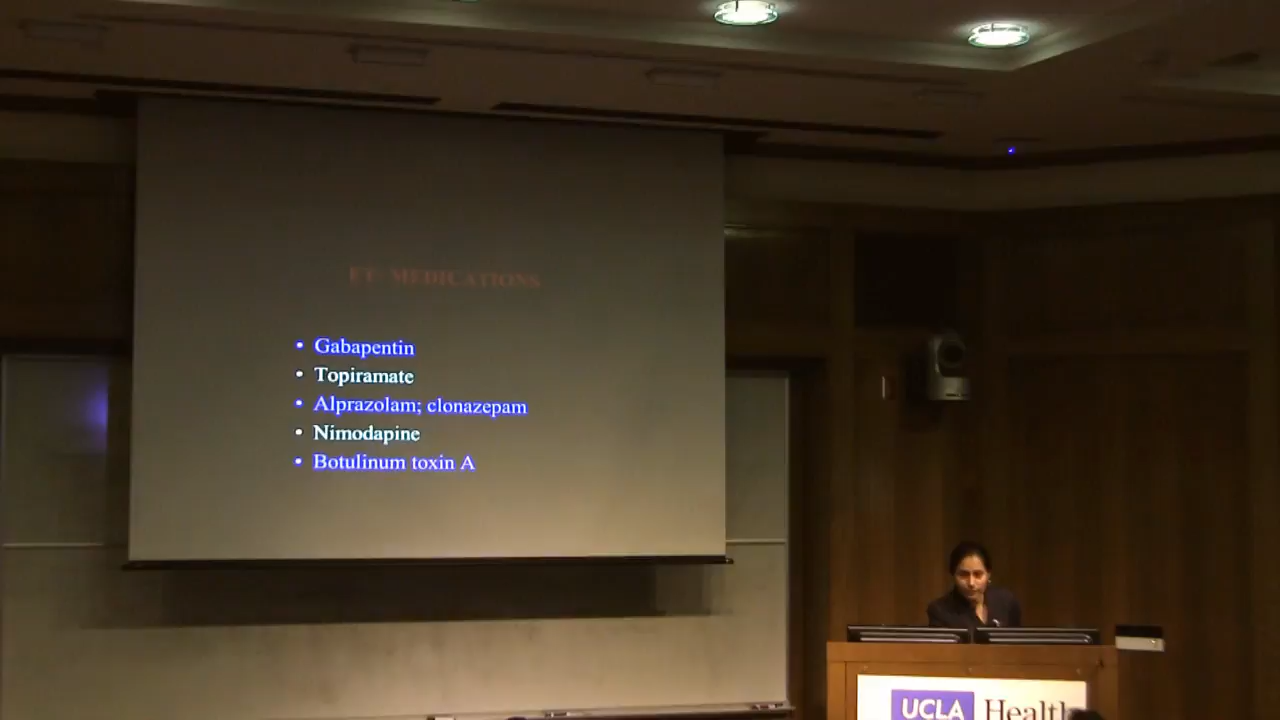 ET MEDICATIONS
• Gabapentin
• Topiramate
• Alprazolam; clonazepam
• Nimodapine
• Botulinum toxin A
UCLA Health